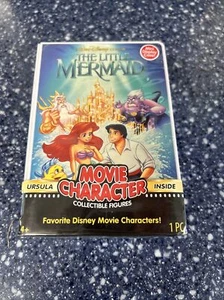 THE LITTLE
MERMAID
MOVIE
CHARACTER
URSULA
INSIDE
COLLECTIBLE FIGURES
Favorite Disney Movie Characters!
4+
1 PC